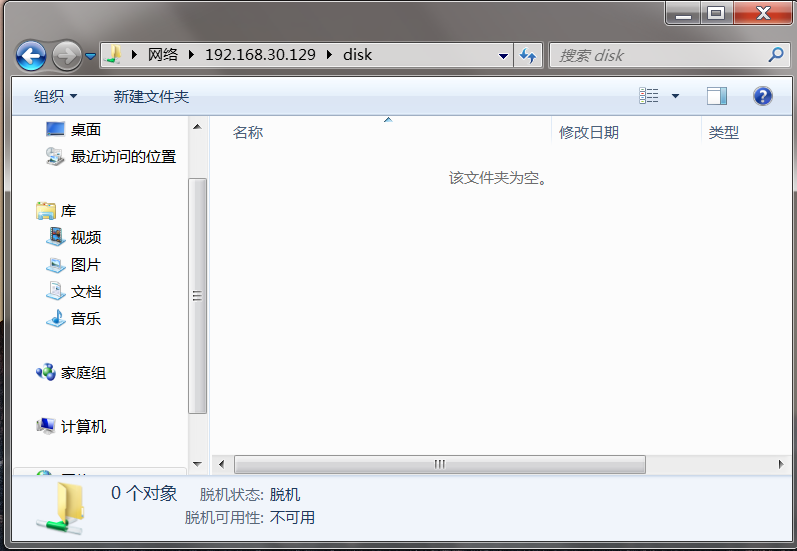 网络 192.168.30.129 disk
搜索 disk
组织 新建文件夹
桌面
最近访问的位置
库
视频
图片
文档
音乐
家庭组
计算机
名称 修改日期 类型
该文件夹为空。
0 个对象 脱机状态: 脱机
脱机可用性: 不可用